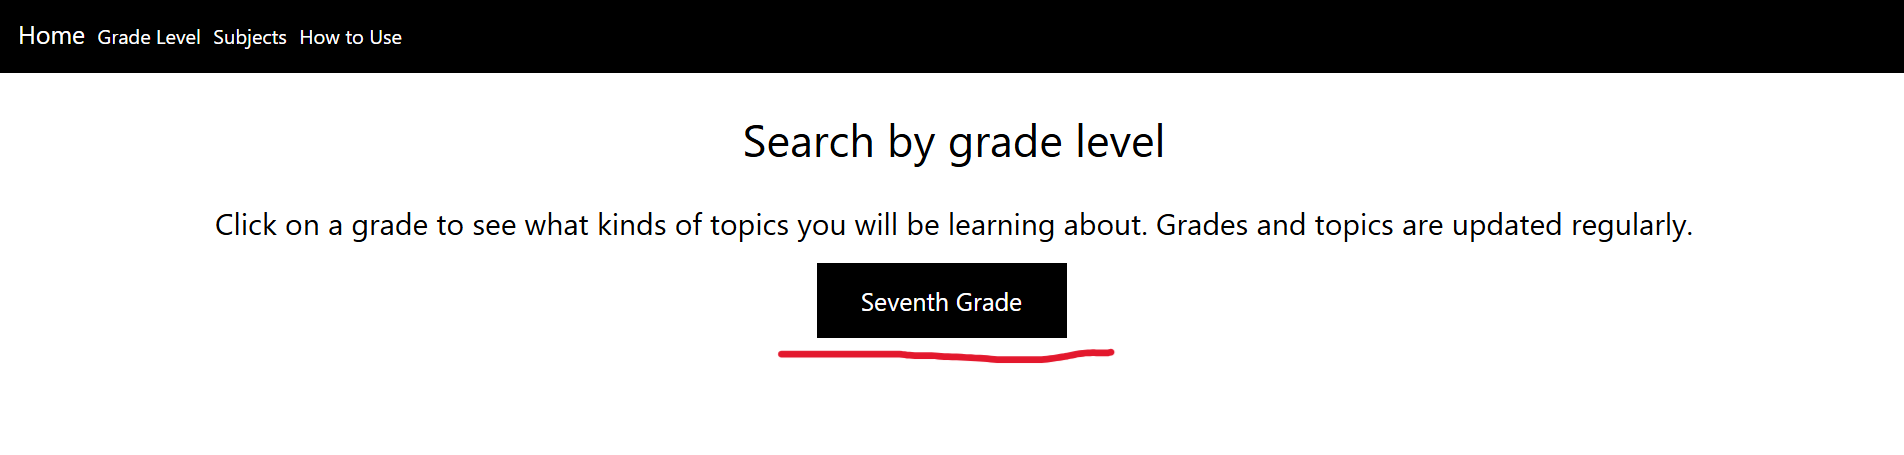 Home Grade Level Subjects How to Use
Search by grade level
Click on a grade to see what kinds of topics you will be learning about. Grades and topics are updated regularly.
Seventh Grade